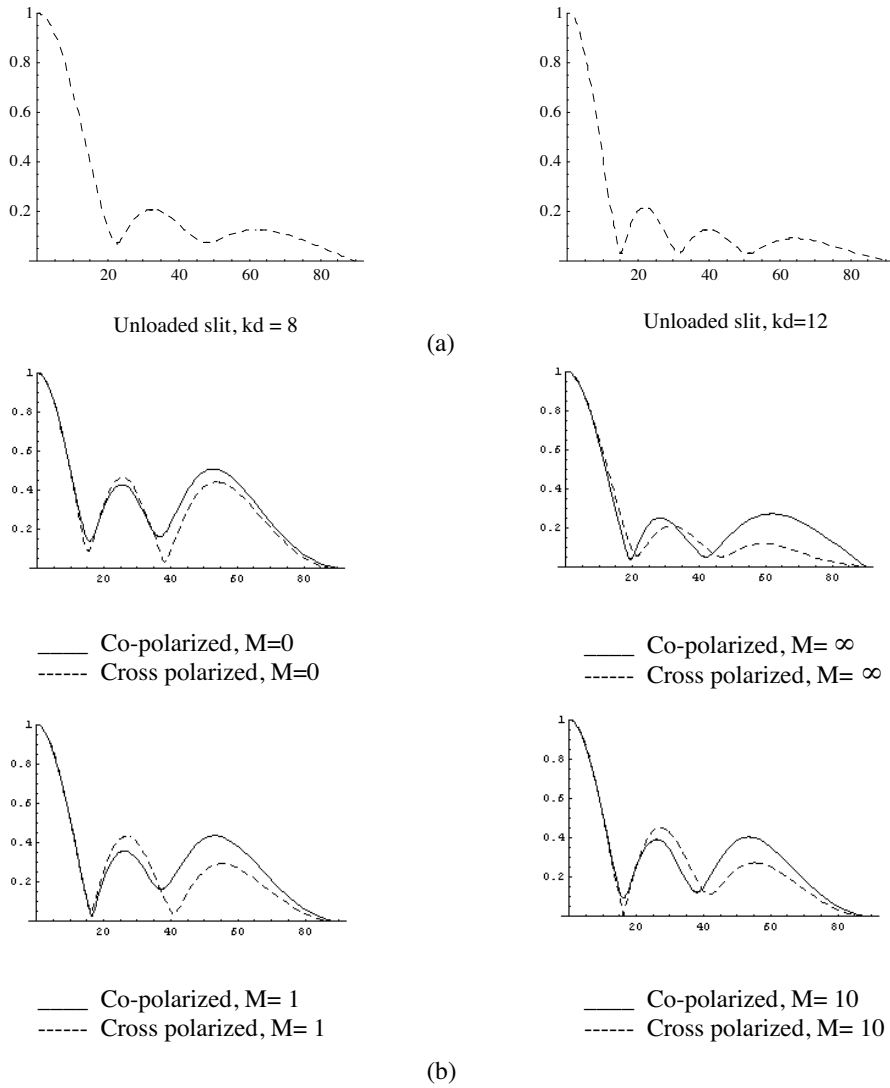 1
0.8
0.6
0.4
0.2
20 40 60 80
Unloaded slit, kd = 8
1
0.8
0.6
0.4
0.2
20 40 60 80
Unloaded slit, kd=12
(a)
1
0.8
0.6
0.4
0.2
20 40 60 80
____ Co-polarized, M=0
----- Cross polarized, M=0
1
0.8
0.6
0.4
0.2
20 40 60 80
____ Co-polarized, M= ∞
----- Cross polarized, M= ∞
1
0.8
0.6
0.4
0.2
20 40 60 80
____ Co-polarized, M= 1
----- Cross polarized, M= 1
1
0.8
0.6
0.4
0.2
20 40 60 80
____ Co-polarized, M= 10
----- Cross polarized, M= 10
(b)